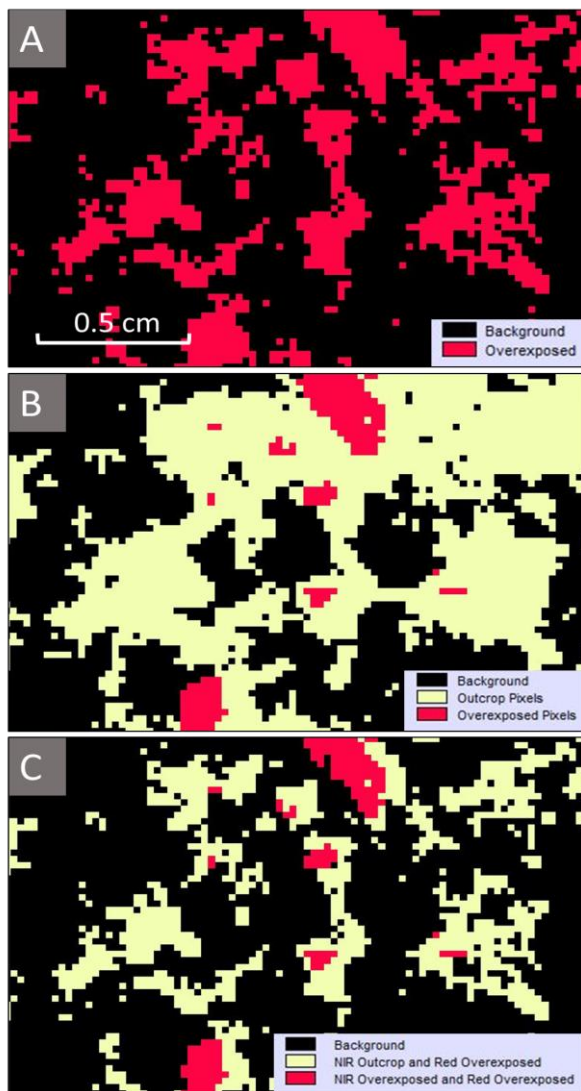 A
0.5 cm
Background
Overexposed
B
Background
Outcrop Pixels
Overexposed Pixels
C
Background
NIR Outcrop and Red Overexposed
NIR Overexposed and Red Overexposed